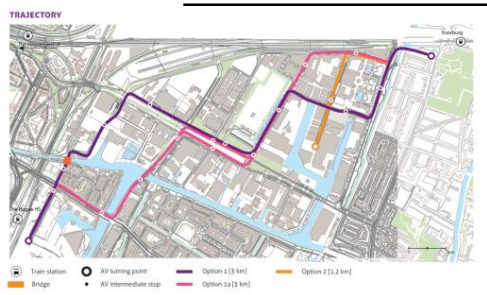 TRAJECTORY
Voorburg
The Hague HS
Train station
AV turning point
Option 1 [3 km]
Option 2 [1.2 km]
Bridge
AV intermediate stop
Option 1a [3 km]